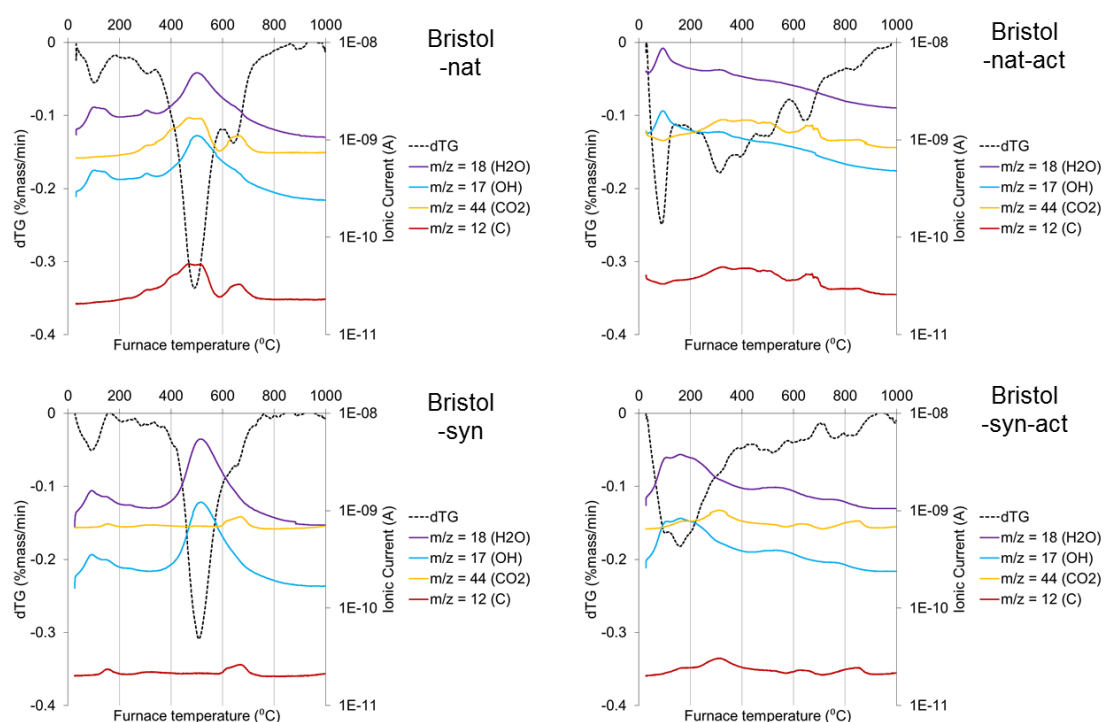 0 200 400 600 800 1000
0 1E-08
-0.1 1E-09
-0.2
-0.3 1E-10
-0.4 1E-11
dTG (%mass/min)
Ionic Current (A)
Furnace temperature (⁰C)
Bristol
-nat
dTG
m/z = 18 (H2O)
m/z = 17 (OH)
m/z = 44 (CO2)
m/z = 12 (C)
0 200 400 600 800 1000
0 1E-08
-0.1 1E-09
-0.2
-0.3 1E-10
-0.4 1E-11
dTG (%mass/min)
Ionic Current (A)
Furnace temperature (⁰C)
Bristol
-nat-act
dTG
m/z = 18 (H2O)
m/z = 17 (OH)
m/z = 44 (CO2)
m/z = 12 (C)
0 200 400 600 800 1000
0 1E-08
-0.1 1E-09
-0.2
-0.3 1E-10
-0.4 1E-11
dTG (%mass/min)
Ionic Current (A)
Furnace temperature (⁰C)
Bristol
-syn
dTG
m/z = 18 (H2O)
m/z = 17 (OH)
m/z = 44 (CO2)
m/z = 12 (C)
0 200 400 600 800 1000
0 1E-08
-0.1 1E-09
-0.2
-0.3 1E-10
-0.4 1E-11
dTG (%mass/min)
Ionic Current (A)
Furnace temperature (⁰C)
Bristol
-syn-act
dTG
m/z = 18 (H2O)
m/z = 17 (OH)
m/z = 44 (CO2)
m/z = 12 (C)